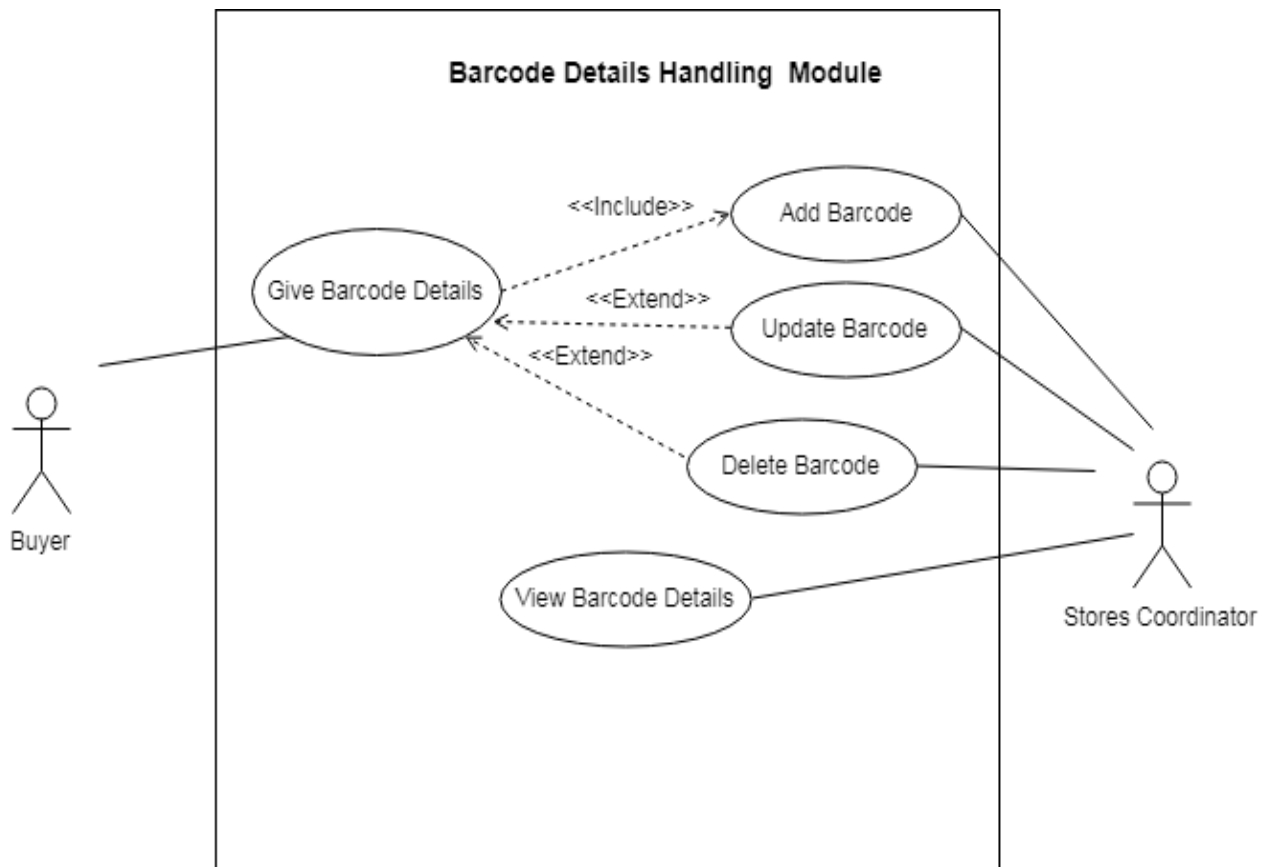 Barcode Details Handling Module
<<Include>>
Add Barcode
Give Barcode Details
<<Extend>>
Update Barcode
<<Extend>>
Delete Barcode
Buyer
View Barcode Details
Stores Coordinator